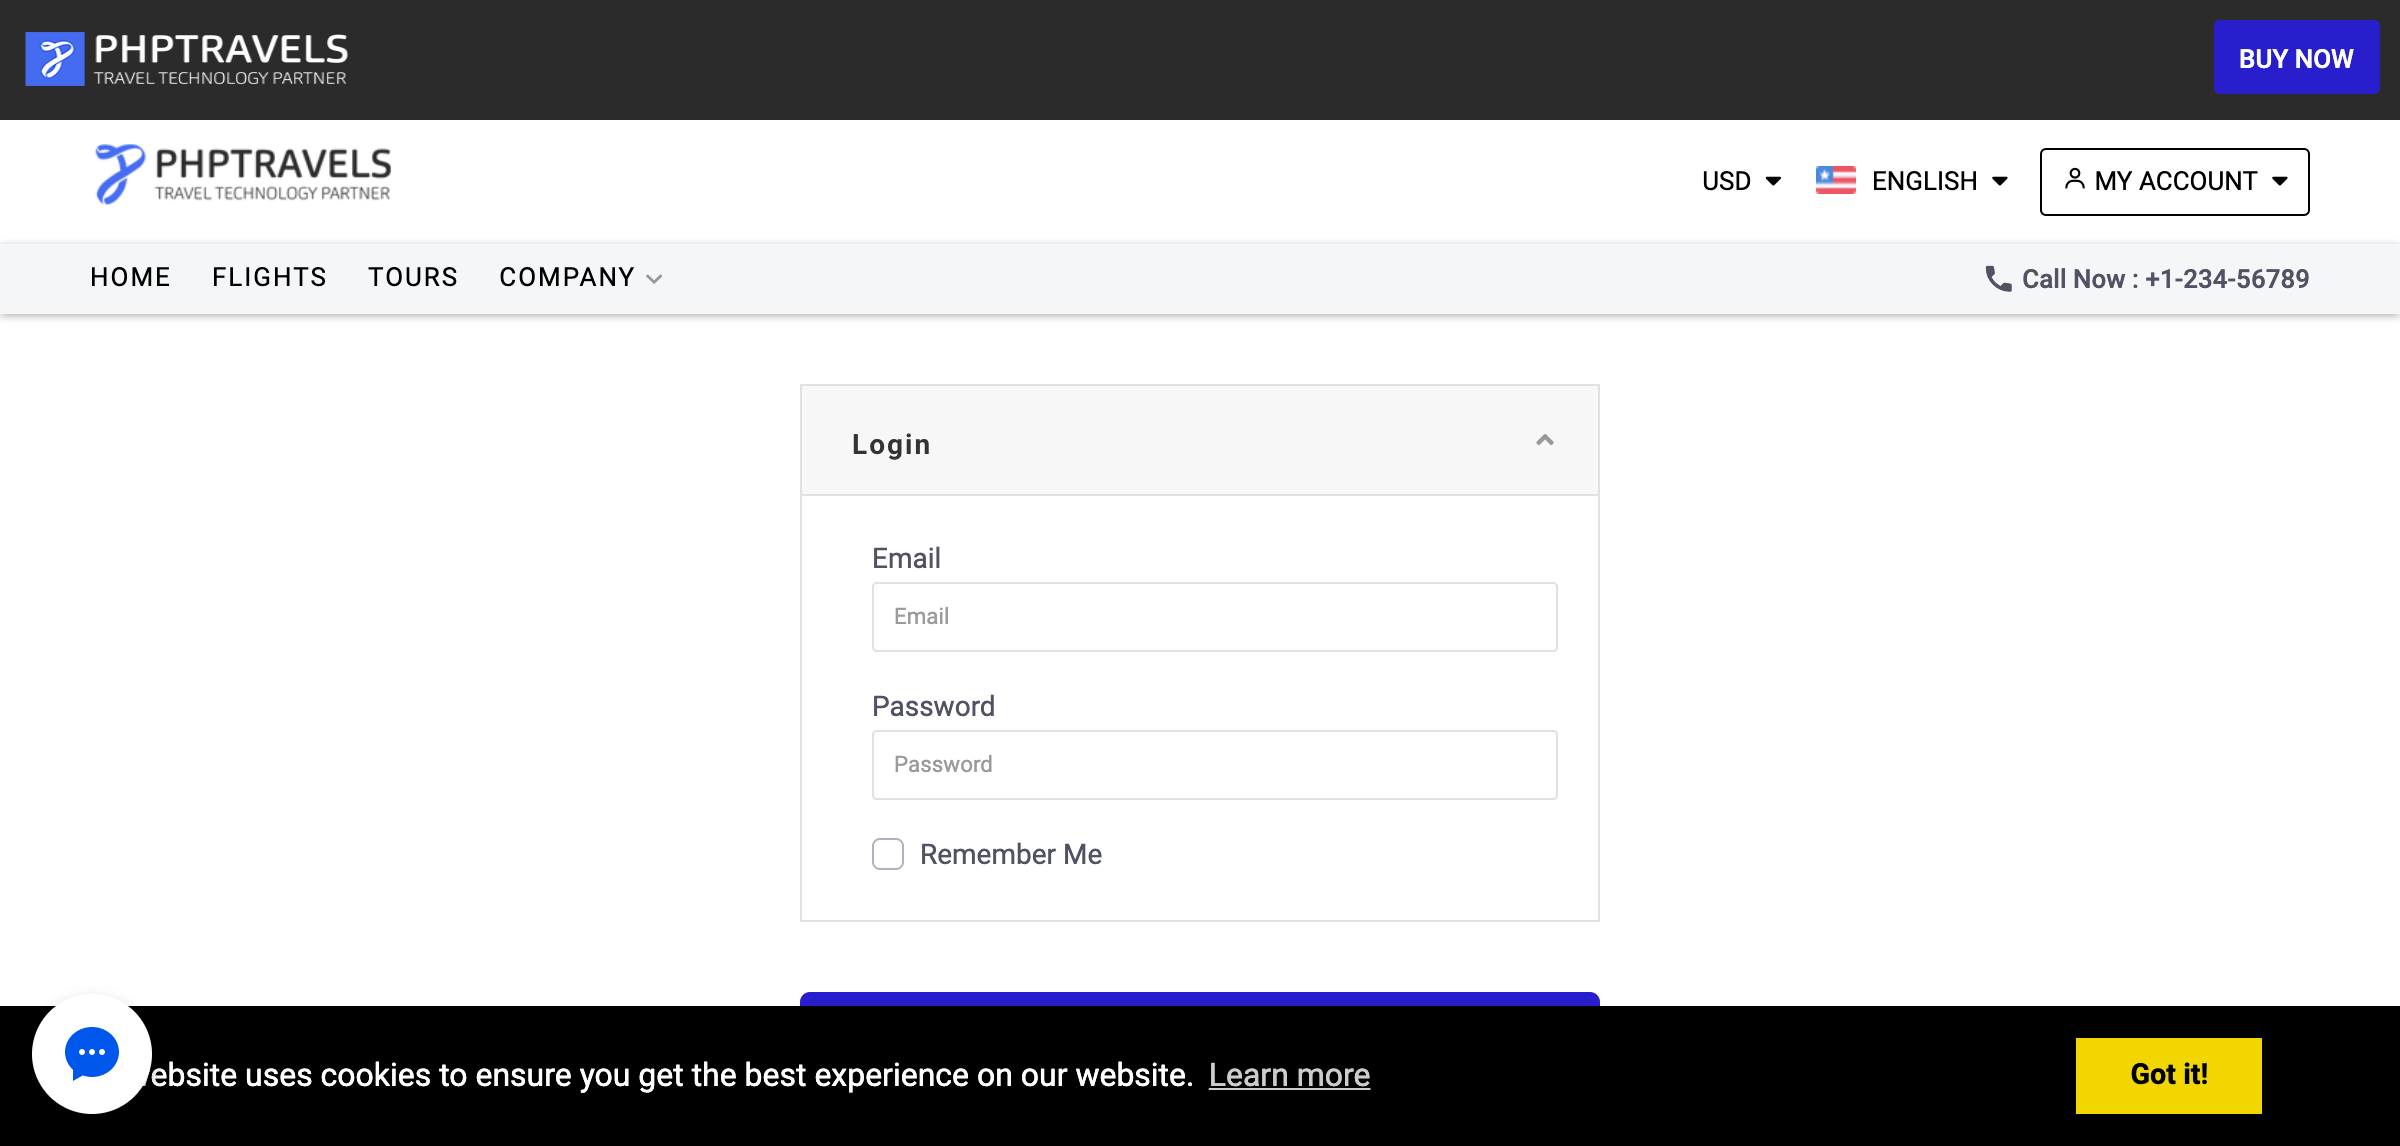 PHPTRAVELS
TRAVEL TECHNOLOGY PARTNER
BUY NOW
PHPTRAVELS
TRAVEL TECHNOLOGY PARTNER
USD
ENGLISH
MY ACCOUNT
HOME FLIGHTS TOURS COMPANY
Call Now : +1-234-56789
Login
Email
Email
Password
Password
Remember Me
ebsite uses cookies to ensure you get the best experience on our website. Learn more
Got it!